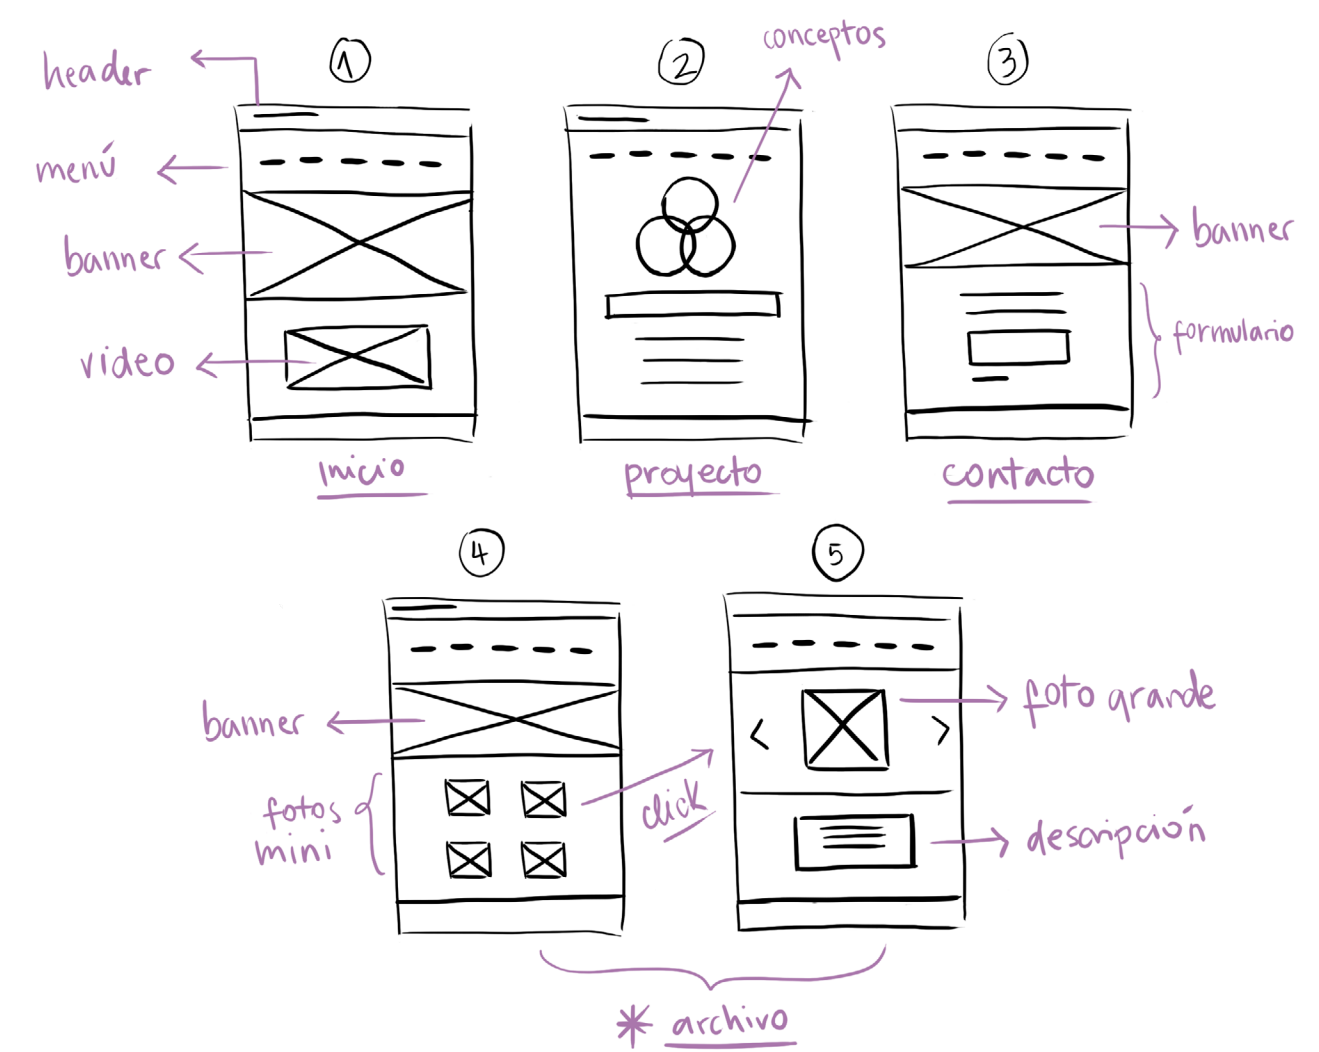 header
menú
banner
video
1
Inicio
conceptos
2
proyecto
3
banner
formulario
contacto
4
banner
fotos
mini
click
5
foto grande
descripción
* archivo